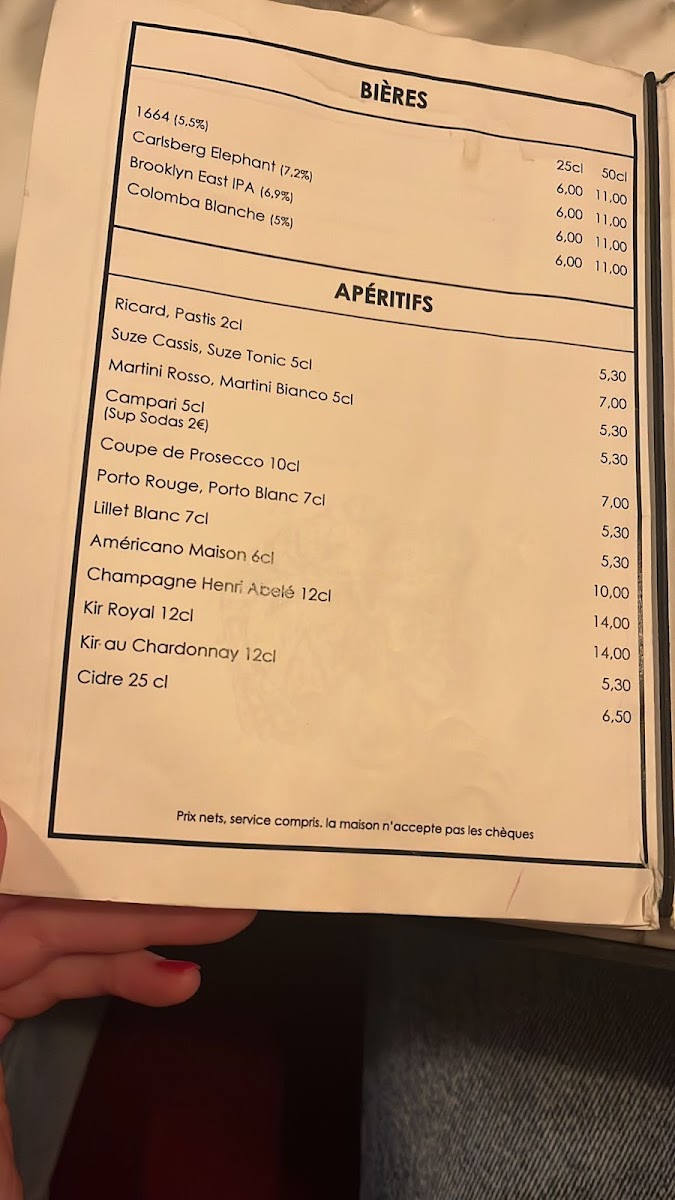 BIÈRES
25cl 50cl
1664 (5,5%) 6,00 11,00
Carlsberg Elephant (7,2%) 6,00 11,00
Brooklyn East IPA (6,9%) 6,00 11,00
Colomba Blanche (5%) 6,00 11,00
APÉRITIFS
Ricard, Pastis 2cl 5,30
Suze Cassis, Suze Tonic 5cl 7,00
Martini Rosso, Martini Bianco 5cl 5,30
Campari 5cl 5,30
(Sup Sodas 2€)
Coupe de Prosecco 10cl 7,00
Porto Rouge, Porto Blanc 7cl 5,30
Lillet Blanc 7cl 5,30
Américano Maison 6cl 10,00
Champagne Henri Abelé 12cl 14,00
Kir Royal 12cl 14,00
Kir au Chardonnay 12cl 5,30
Cidre 25 cl 6,50
Prix nets, service compris. la maison n'accepte pas les chèques